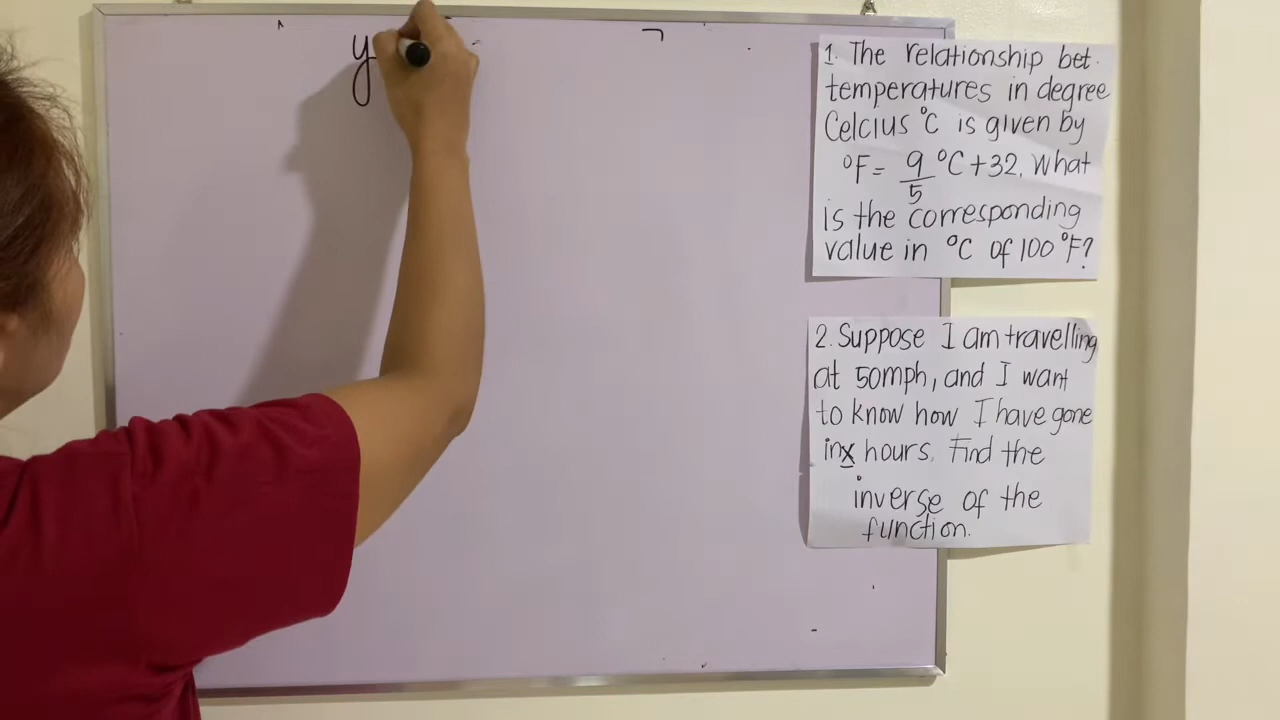 y
1. The relationship bet.
temperatures in degree
Celcius °C is given by
°F = 9/5 °C + 32. What
is the corresponding
value in °C of 100 °F?
2. Suppose I am travelling
at 50mph, and I want
to know how I have gone
in x hours. Find the
inverse of the
function.